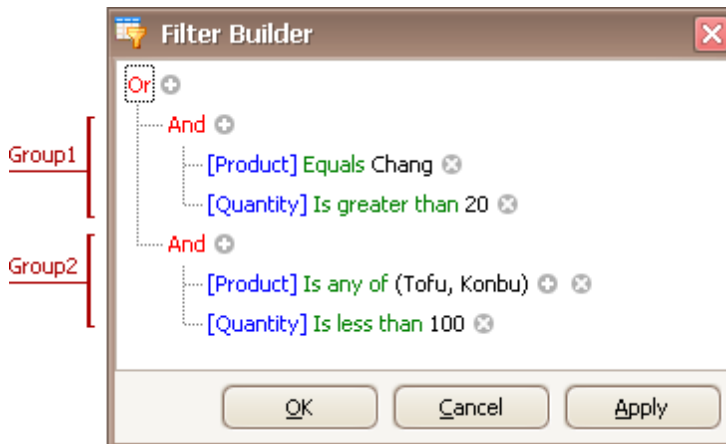 Filter Builder
Or
And
Group1
[Product] Equals Chang
[Quantity] Is greater than 20
And
Group2
[Product] Is any of (Tofu, Konbu)
[Quantity] Is less than 100
OK Cancel Apply